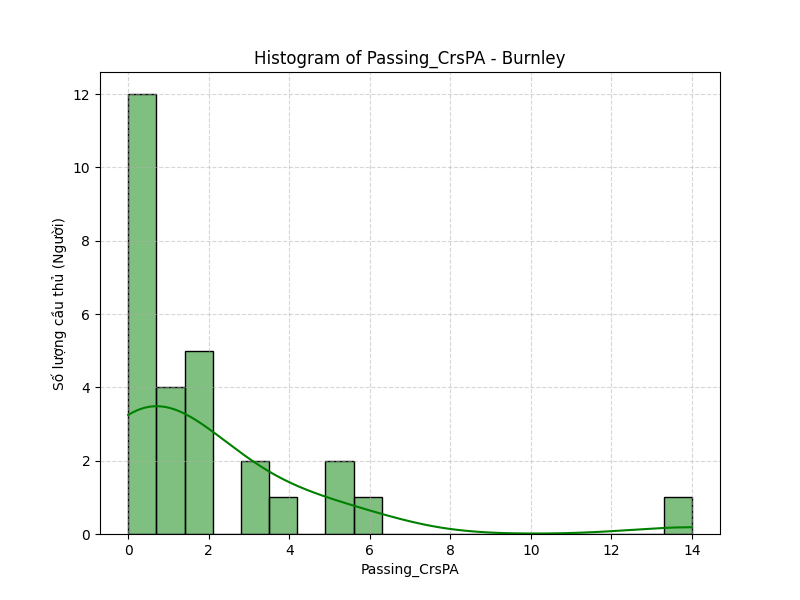 Histogram of Passing_CrsPA - Burnley
Số lượng cầu thủ (Người)
12
10
8
6
4
2
0
0 2 4 6 8 10 12 14
Passing_CrsPA